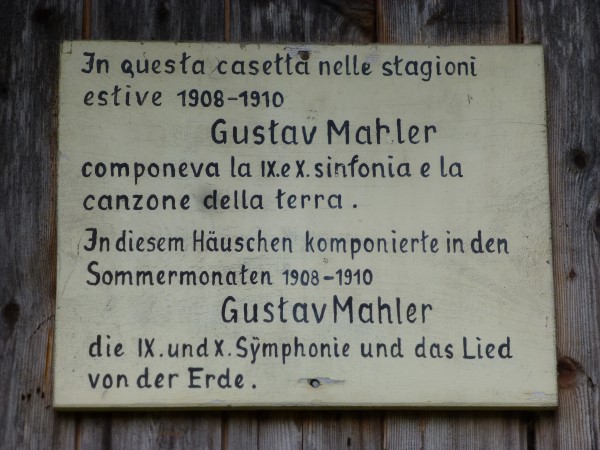 In questa casetta nelle stagioni
estive 1908-1910
Gustav Mahler
componeva la IX.e X. sinfonia e la
canzone della terra.
In diesem Häuschen komponierte in den
Sommermonaten 1908-1910
Gustav Mahler
die IX. und X. Sÿmphonie und das Lied
von der Erde.